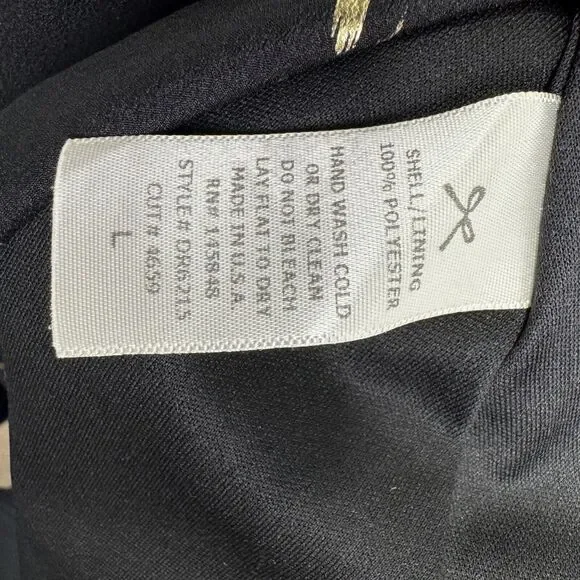 SHELL/LINING
100% POLYESTER
HAND WASH COLD
OR DRY CLEAN
DO NOT BLEACH
LAY FLAT TO DRY
MADE IN U.S.A
RN# 145848
STYLE# DR6215
CUT# 4659
L